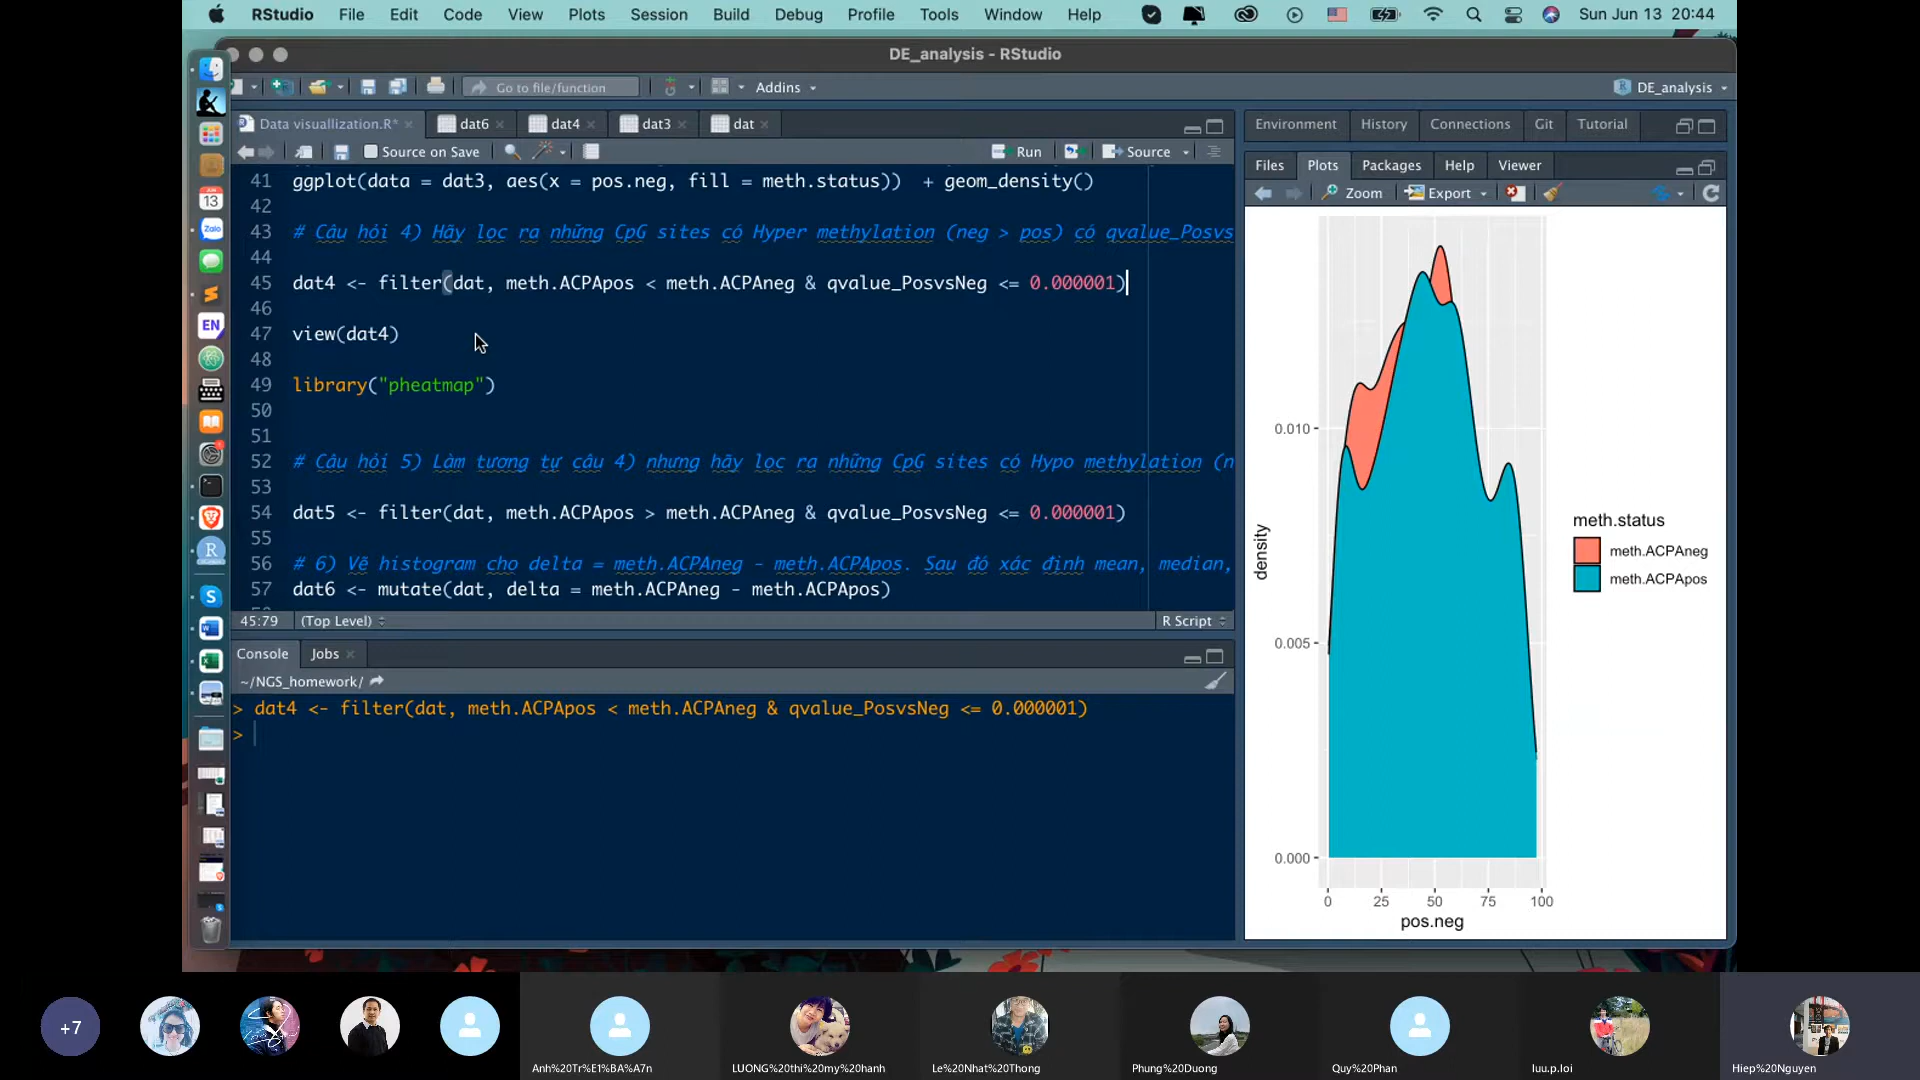 RStudio File Edit Code View Plots Session Build Debug Profile Tools Window Help Sun Jun 13 20:44
DE_analysis - RStudio
Go to file/function Addins DE_analysis
Data visuallization.R* dat6 dat4 dat3 dat
Source on Save Run Source
41 ggplot(data = dat3, aes(x = pos.neg, fill = meth.status)) + geom_density()
42
43 # Câu hỏi 4) Hãy lọc ra những CpG sites có Hyper methylation (neg > pos) có qvalue_Posvs
44
45 dat4 <- filter(dat, meth.ACPApos < meth.ACPAneg & qvalue_PosvsNeg <= 0.000001)
46
47 view(dat4)
48
49 library("pheatmap")
50
51
52 # Câu hỏi 5) Làm tương tự câu 4) nhưng hãy lọc ra những CpG sites có Hypo methylation (n
53
54 dat5 <- filter(dat, meth.ACPApos > meth.ACPAneg & qvalue_PosvsNeg <= 0.000001)
55
56 # 6) Vẽ histogram cho delta = meth.ACPAneg - meth.ACPApos. Sau đó xác định mean, median,
57 dat6 <- mutate(dat, delta = meth.ACPAneg - meth.ACPApos)
45:79 (Top Level) R Script
Console Jobs
~/NGS_homework/
> dat4 <- filter(dat, meth.ACPApos < meth.ACPAneg & qvalue_PosvsNeg <= 0.000001)
>
Environment History Connections Git Tutorial
Files Plots Packages Help Viewer
Zoom Export
0.010
0.005
0.000
density
0 25 50 75 100
pos.neg
meth.status
meth.ACPAneg
meth.ACPApos
JUN
13
Zalo
EN
+7
Anh%20Tr%E1%BA%A7n
LUONG%20thi%20my%20hanh
Le%20Nhat%20Thong
Phung%20Duong
Quy%20Phan
luu.p.loi
Hiep%20Nguyen